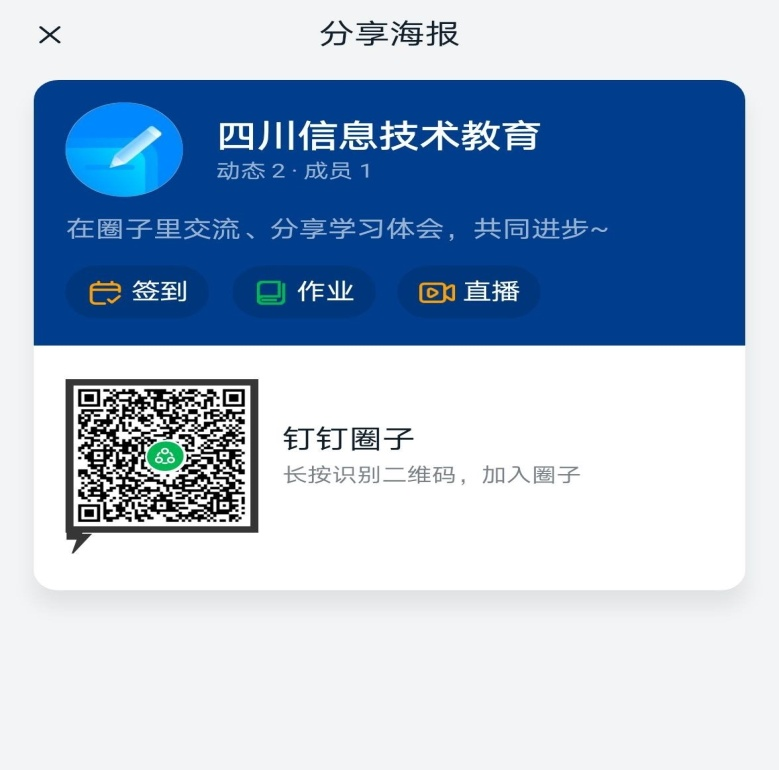 分享海报
四川信息技术教育
动态 2 · 成员 1
在圈子里交流、分享学习体会，共同进步~
签到 作业 直播
钉钉圈子
长按识别二维码，加入圈子